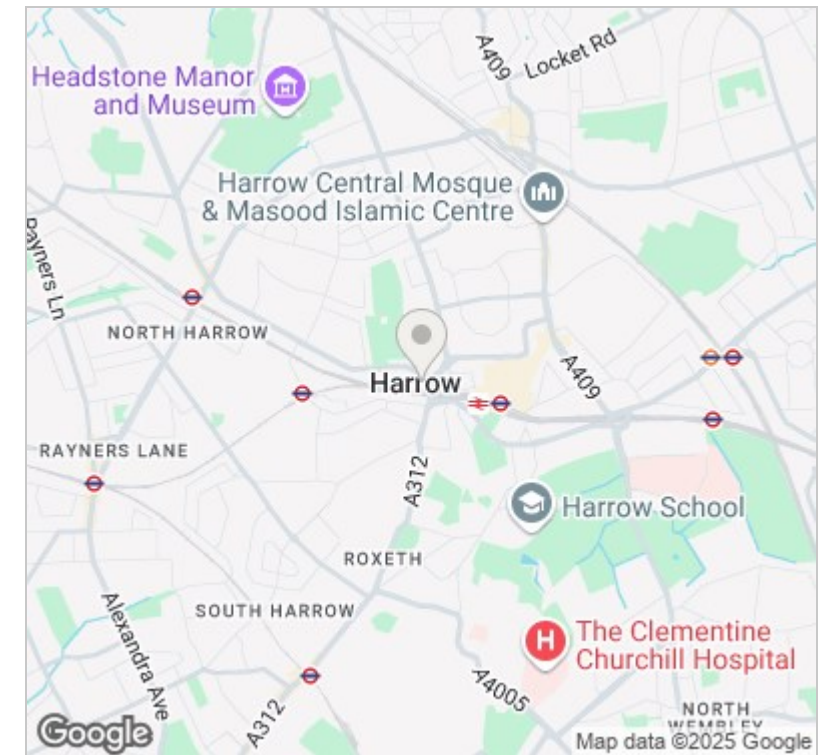 A409
Locket Rd
Headstone Manor
and Museum
Harrow Central Mosque
& Masood Islamic Centre
Rayners Ln
NORTH HARROW
Harrow
A409
RAYNERS LANE
A312
Harrow School
ROXETH
SOUTH HARROW
Alexandra Ave
H
The Clementine
Churchill Hospital
A4005
A312
NORTH
WEMBLEY
Google
Map data ©2025 Google